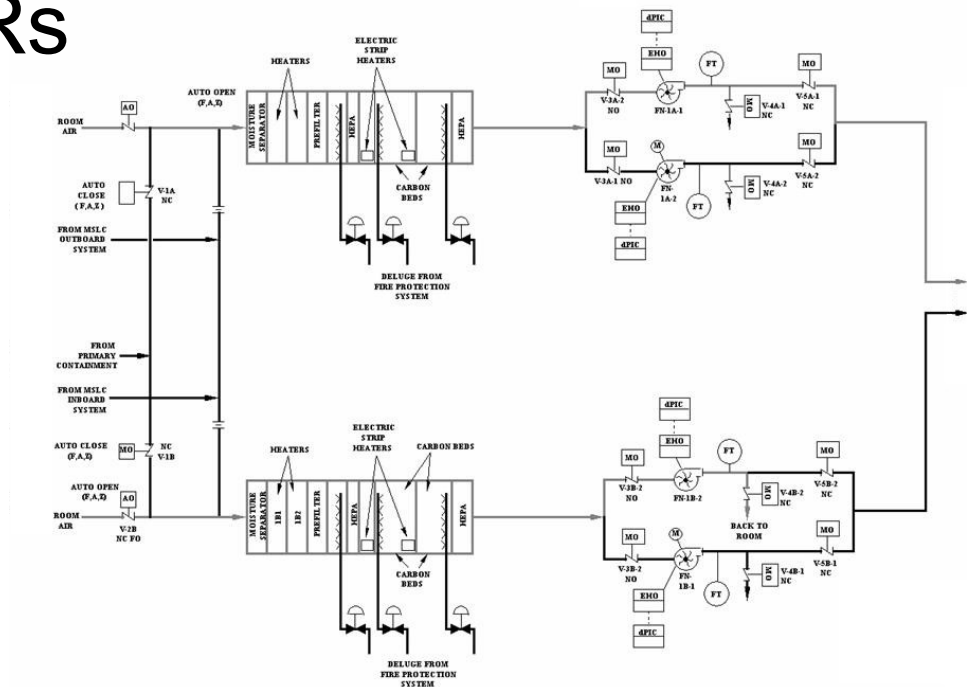 Rs
dPIC
EHO
FT
MO
MO
V-3A-2
NO
FN-1A-1
MO
V-4A-1
NC
V-5A-1
NC
MO
MO
V-3A-1 NO
M
FN-
1A-2
FT
MO
V-4A-2
NC
V-5A-2
NC
EHO
dPIC
ELECTRIC
STRIP
HEATERS
HEATERS
AUTO OPEN
(F,A,Z)
AO
ROOM
AIR
MOISTURE
SEPARATOR
PREFILTER
HEPA
HEPA
CARBON
BEDS
AUTO
CLOSE
(F,A,Z)
V-1A
NC
FROM MSLC
OUTBOARD
SYSTEM
DELUGE FROM
FIRE PROTECTION
SYSTEM
FROM
PRIMARY
CONTAINMENT
FROM MSLC
INBOARD
SYSTEM
AUTO CLOSE
(F,A,Z)
MO
NC
V-1B
AUTO OPEN
(F,A,Z)
AO
ROOM
AIR
V-2B
NC FO
HEATERS
ELECTRIC
STRIP
HEATERS
CARBON BEDS
MOISTURE
SEPARATOR
1B1
1B2
PREFILTER
HEPA
HEPA
CARBON
BEDS
DELUGE FROM
FIRE PROTECTION
SYSTEM
dPIC
EHO
FT
MO
MO
V-3B-2
NO
FN-1B-2
MO
V-4B-2
NC
V-5B-2
NC
BACK TO
ROOM
MO
MO
V-3B-2
NO
M
FN-
1B-1
FT
MO
V-4B-1
NC
V-5B-1
NC
EHO
dPIC